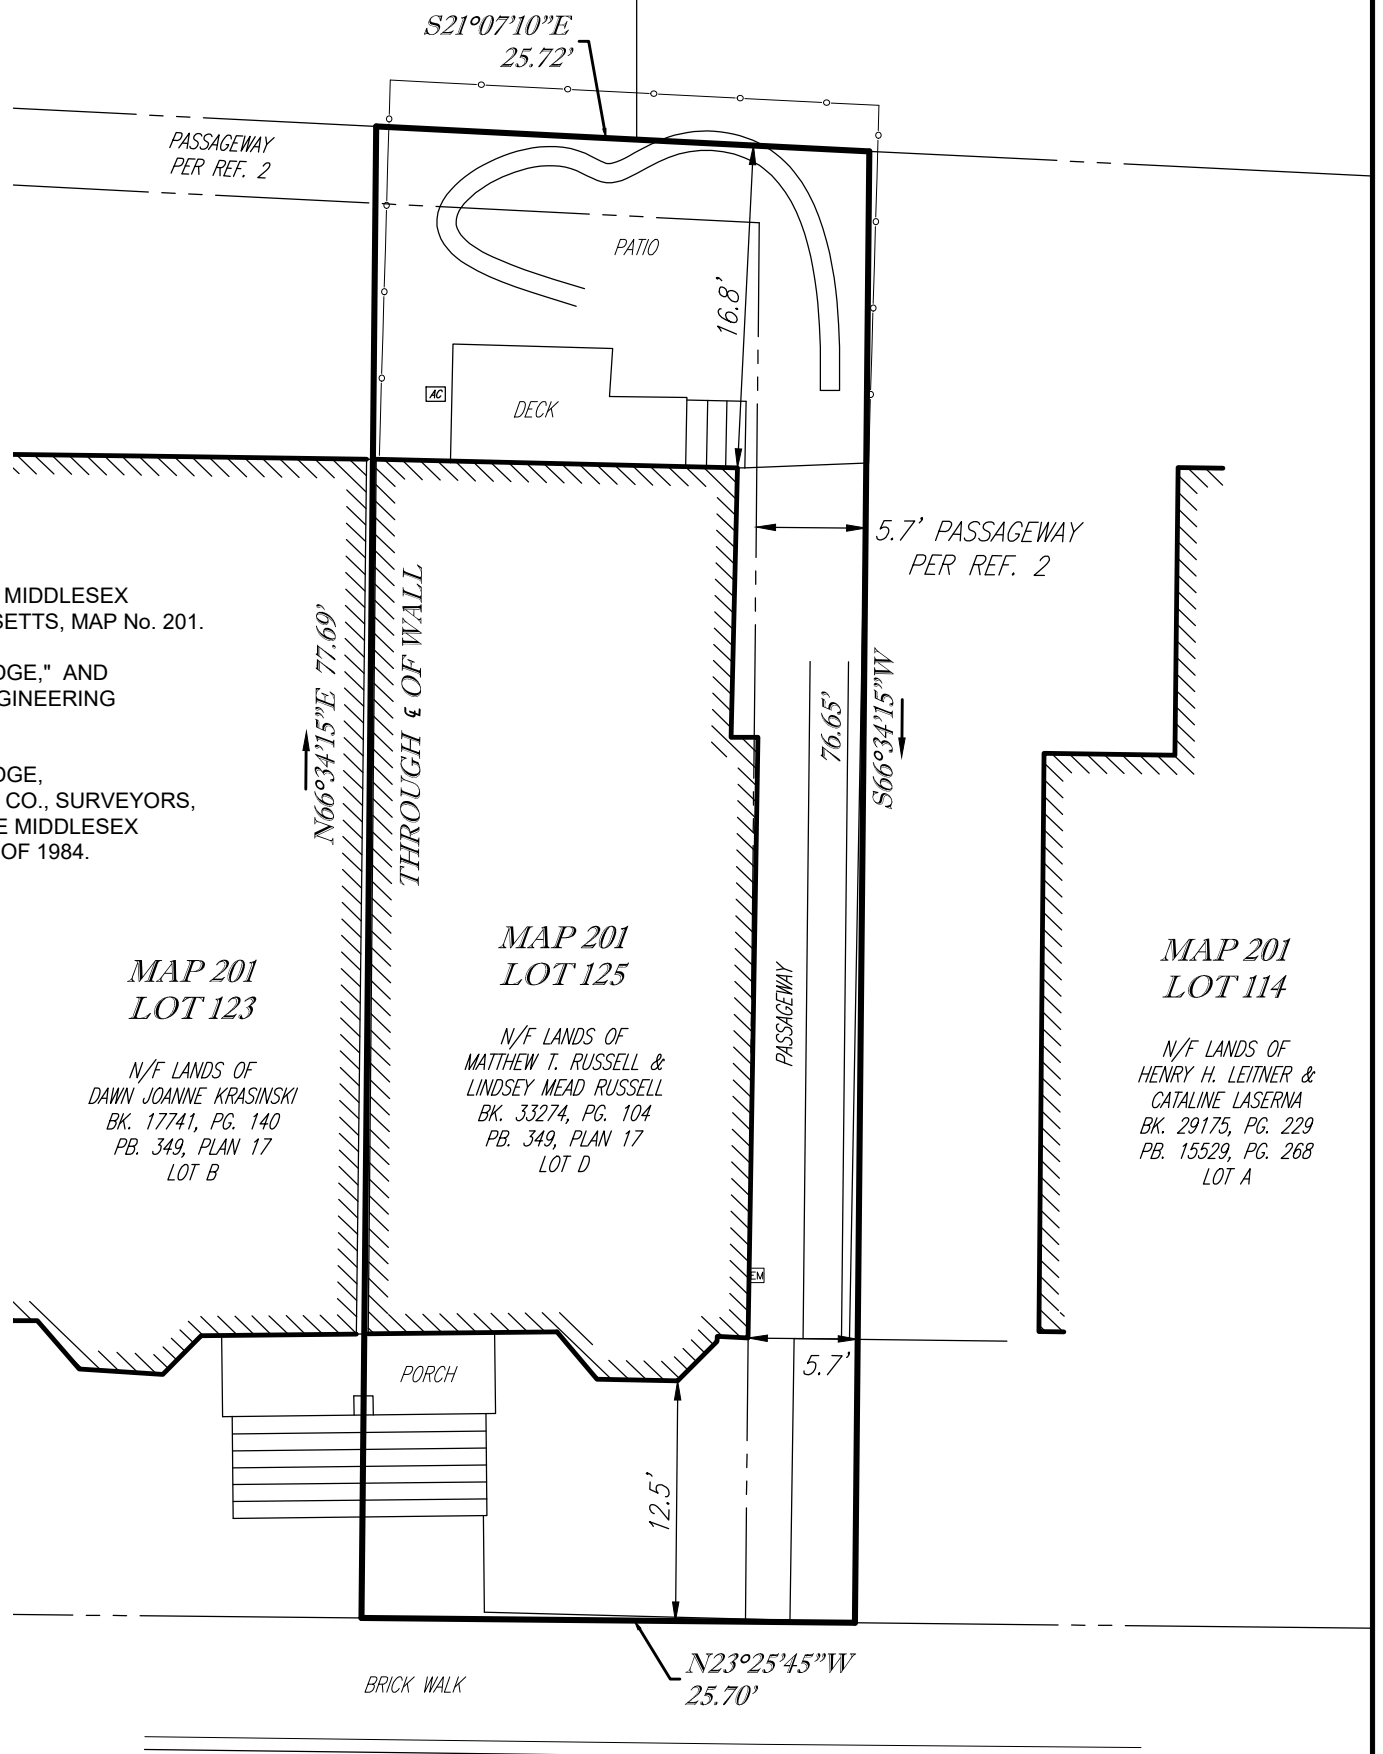 S21°07'10"E
25.72'
PASSAGEWAY
PER REF. 2
PATIO
16.8'
AC
DECK
5.7' PASSAGEWAY
PER REF. 2
MIDDLESEX
SETTS, MAP No. 201.
DGE," AND
GINEERING
DGE,
CO., SURVEYORS,
E MIDDLESEX
OF 1984.
N66°34'15"E 77.69'
THROUGH ℄ OF WALL
76.65'
S66°34'15"W
MAP 201
LOT 123
N/F LANDS OF
DAWN JOANNE KRASINSKI
BK. 17741, PG. 140
PB. 349, PLAN 17
LOT B
MAP 201
LOT 125
N/F LANDS OF
MATTHEW T. RUSSELL &
LINDSEY MEAD RUSSELL
BK. 33274, PG. 104
PB. 349, PLAN 17
LOT D
PASSAGEWAY
MAP 201
LOT 114
N/F LANDS OF
HENRY H. LEITNER &
CATALINE LASERNA
BK. 29175, PG. 229
PB. 15529, PG. 268
LOT A
EM
PORCH
5.7'
12.5'
N23°25'45"W
25.70'
BRICK WALK